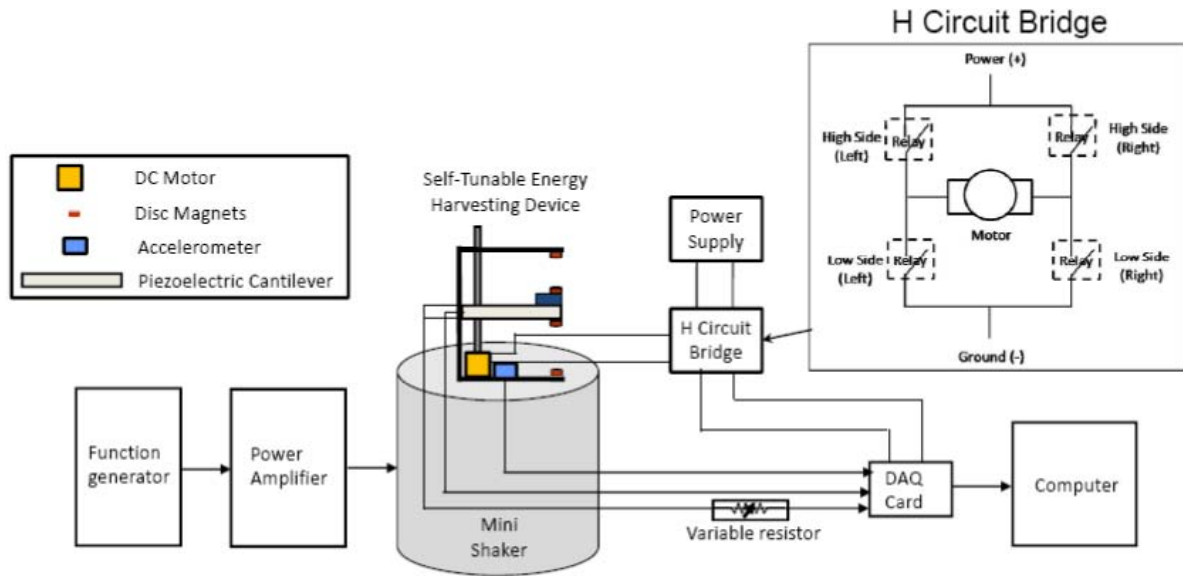 H Circuit Bridge
Power (+)
High Side
(Left)
Relay
Relay
High Side
(Right)
Motor
Low Side
(Left)
Relay
Relay
Low Side
(Right)
Ground (-)
DC Motor
Disc Magnets
Accelerometer
Piezoelectric Cantilever
Self-Tunable Energy
Harvesting Device
Power
Supply
H Circuit
Bridge
Function
generator
Power
Amplifier
Mini
Shaker
Variable resistor
DAQ
Card
Computer